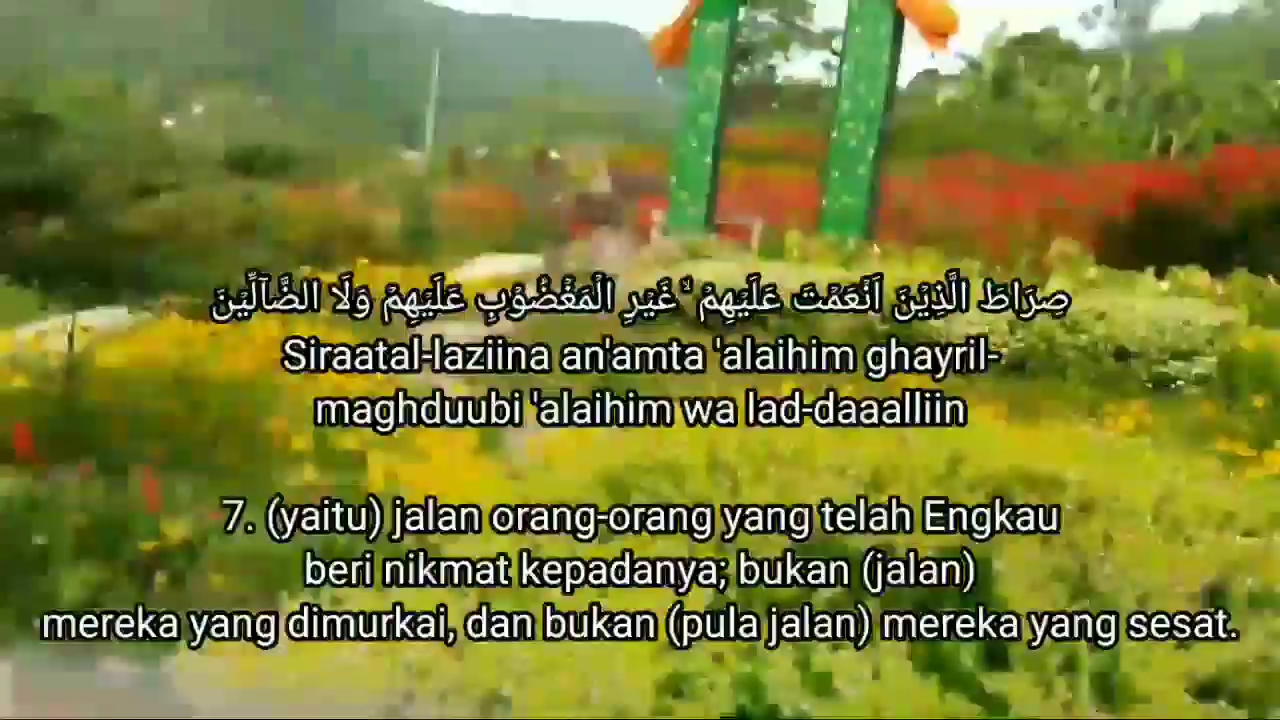 صِرَاطَ الَّذِيْنَ اَنْعَمْتَ عَلَيْهِمْ ۙ غَيْرِ الْمَغْضُوْبِ عَلَيْهِمْ وَلَا الضَّاۤلِّيْنَ
Siraatal-laziina an'amta 'alaihim ghayril-
maghduubi 'alaihim wa lad-daaalliin
7. (yaitu) jalan orang-orang yang telah Engkau
beri nikmat kepadanya; bukan (jalan)
mereka yang dimurkai, dan bukan (pula jalan) mereka yang sesat.